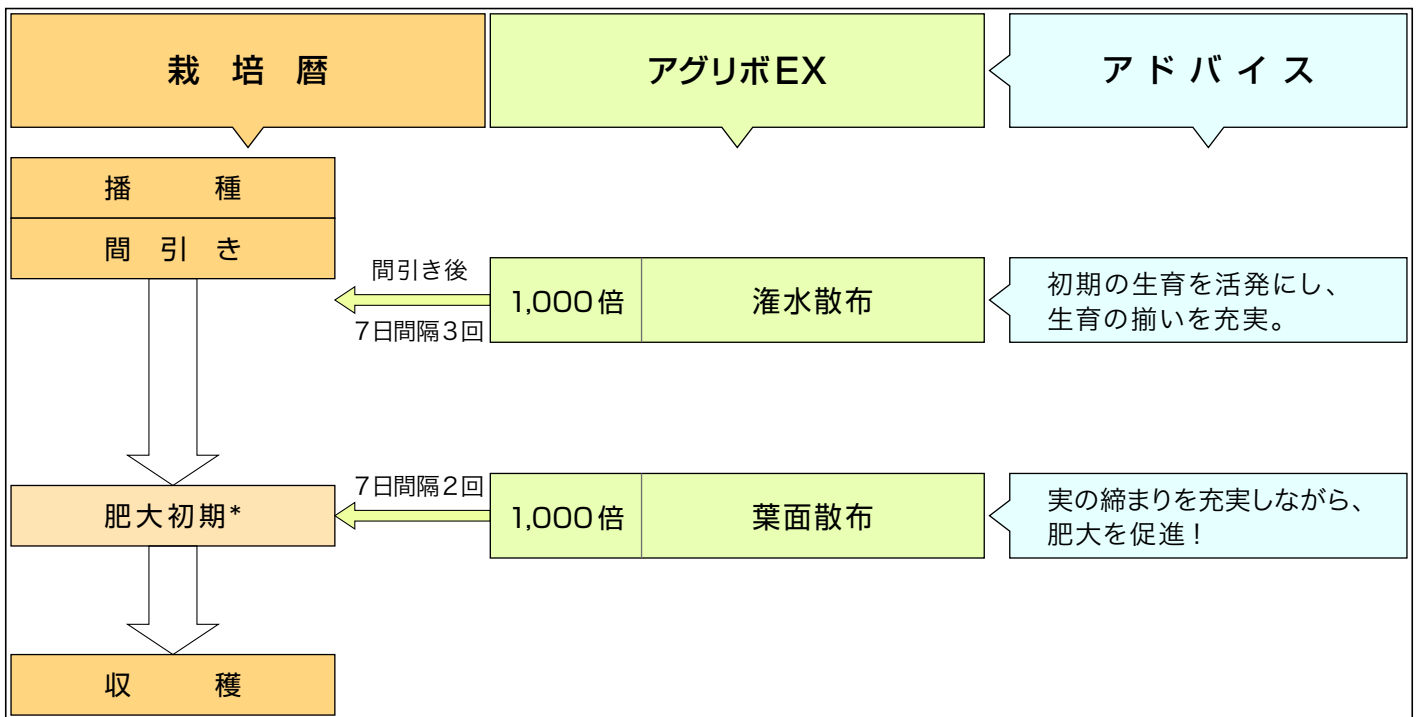 栽培暦
アグリボEX
アドバイス
播種
間引き
間引き後
7日間隔3回
1,000倍
潅水散布
初期の生育を活発にし、
生育の揃いを充実。
肥大初期*
7日間隔2回
1,000倍
葉面散布
実の締まりを充実しながら、
肥大を促進！
収穫